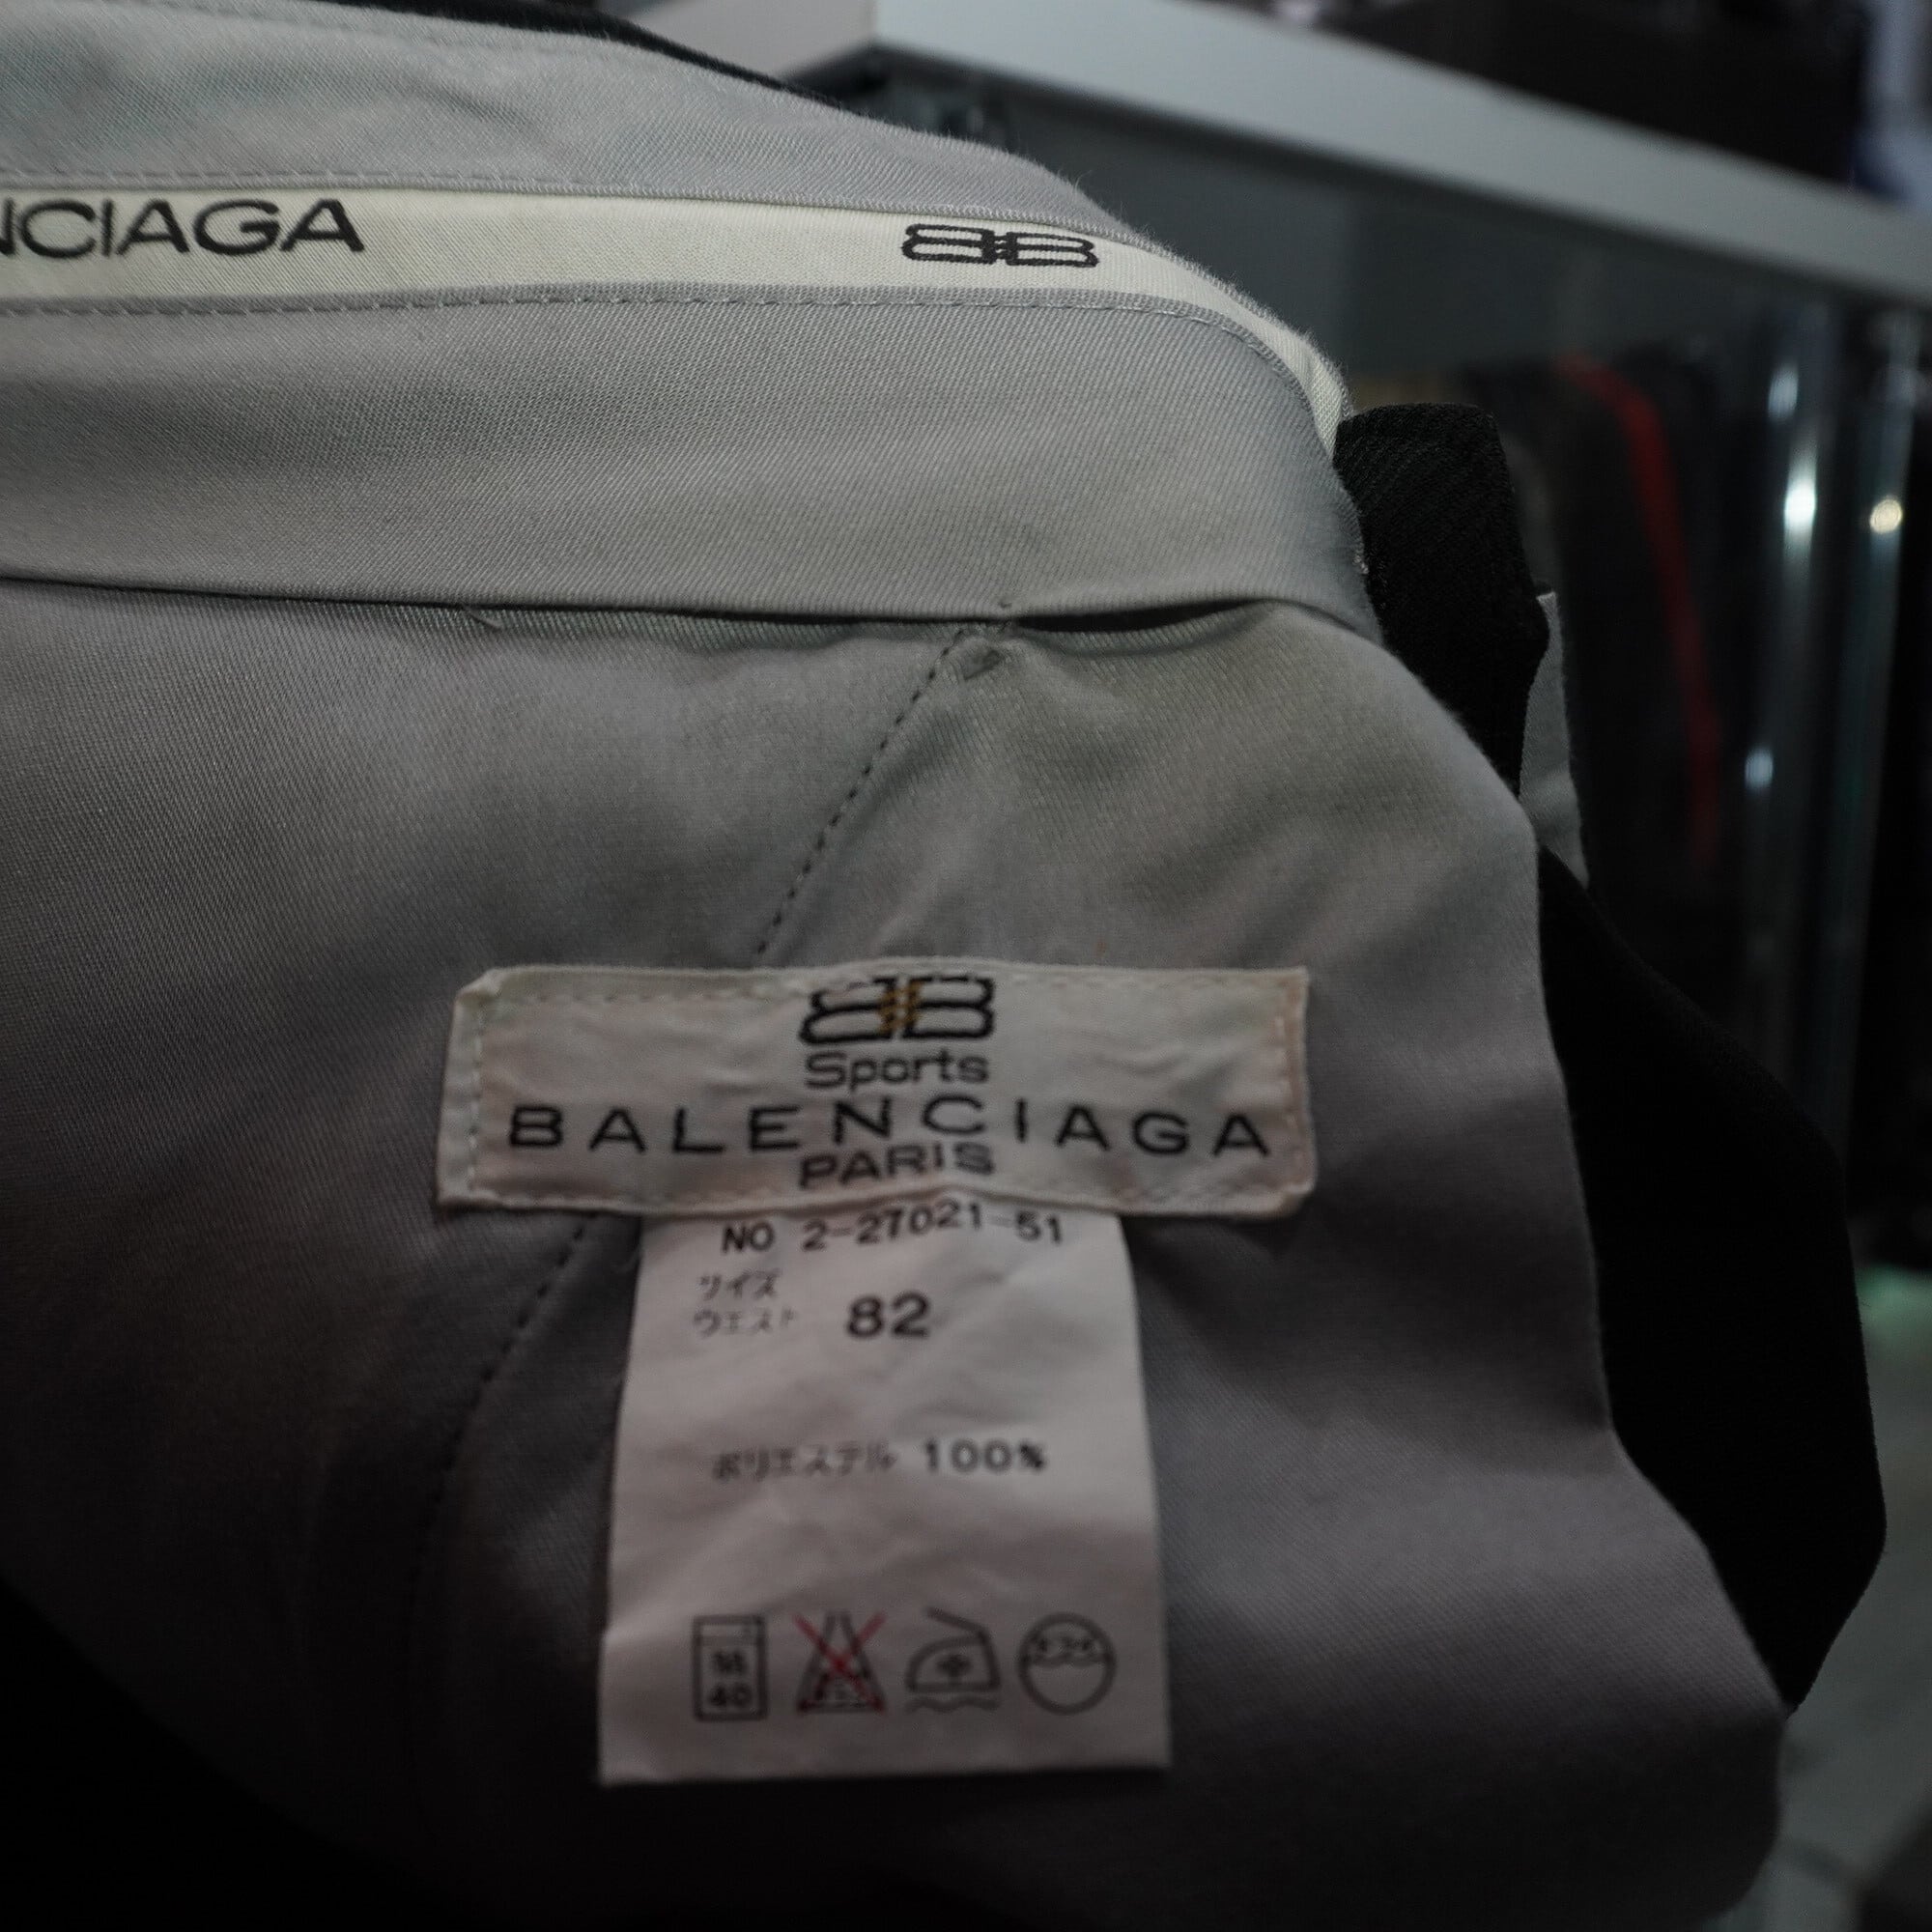 NCIAGA BB
BB
Sports
BALENCIAGA
PARIS
NO 2-27021-51
サイズ
ウエスト 82
ポリエステル 100%
40